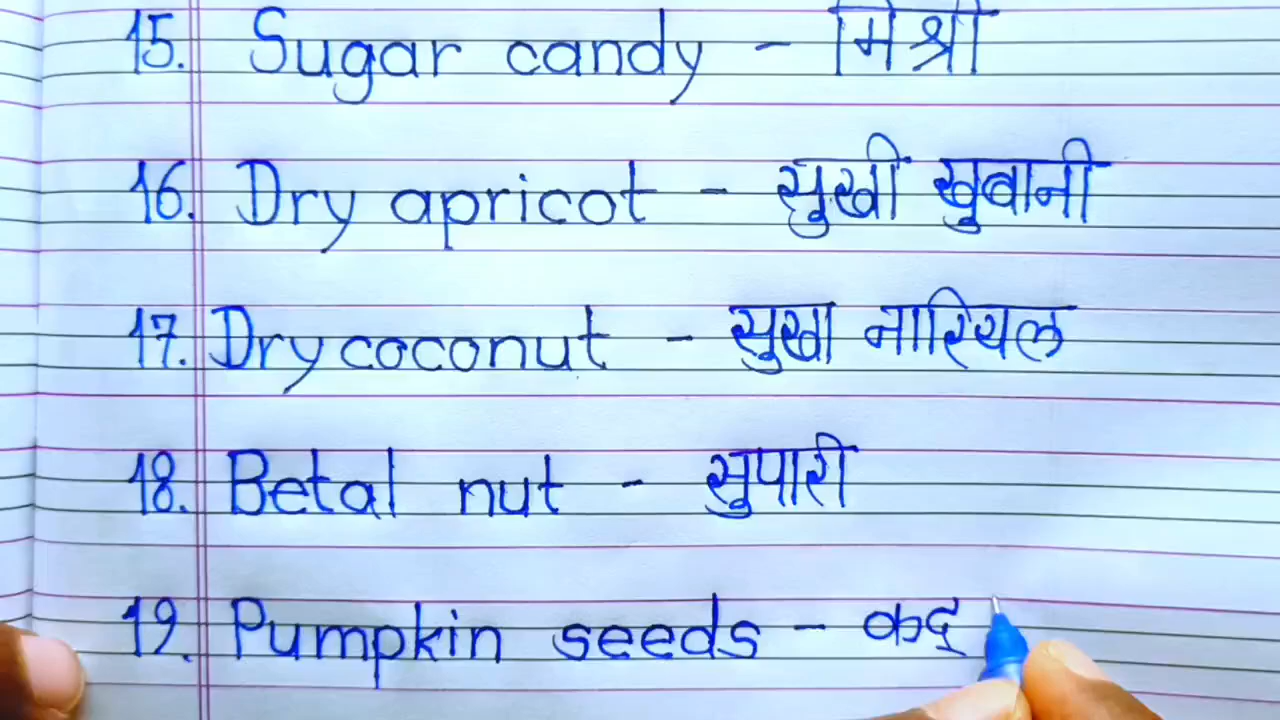 15. Sugar candy - मिश्री
16. Dry apricot - सुखी खुबानी
17. Dry coconut - सुखा नारियल
18. Betal nut - सुपारी
19. Pumpkin seeds - कद्द